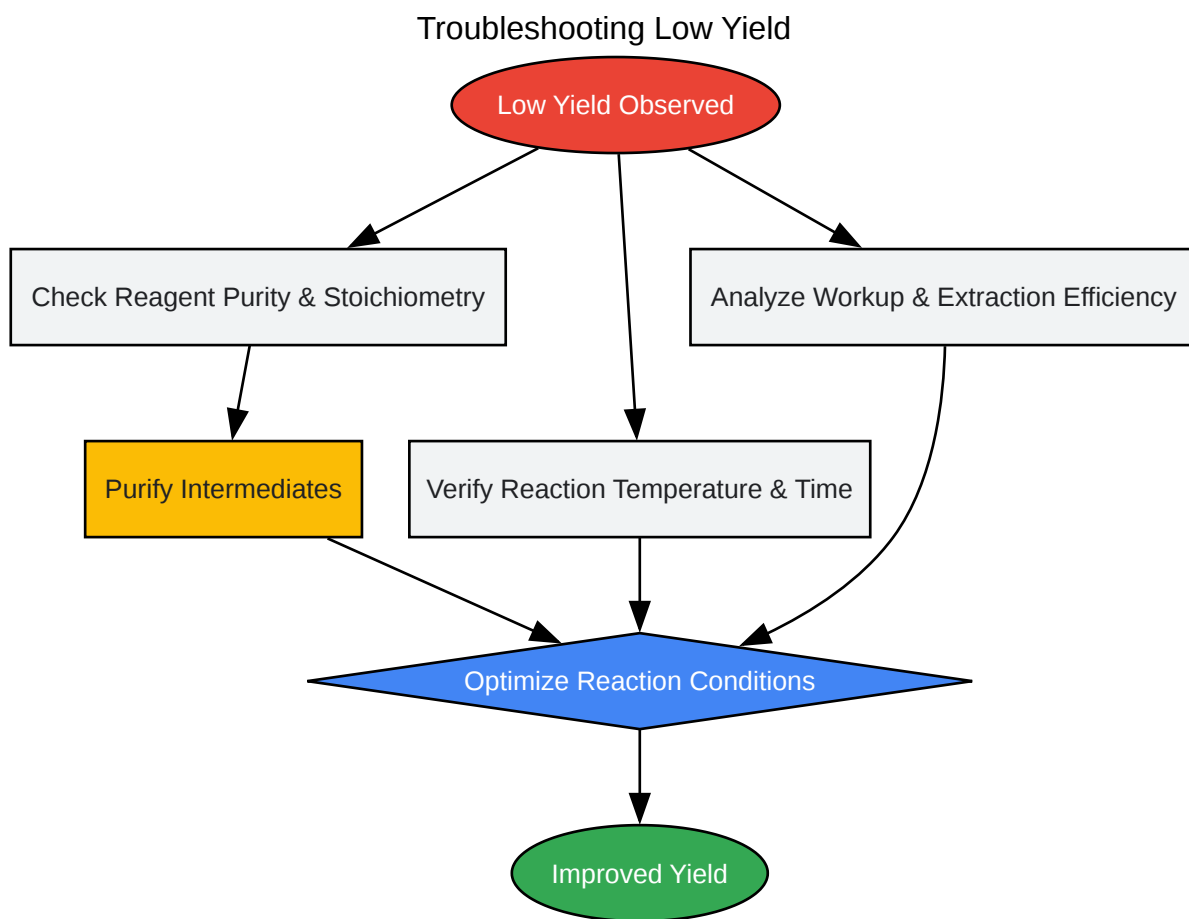 Troubleshooting Low Yield
Low Yield Observed
Check Reagent Purity & Stoichiometry
Analyze Workup & Extraction Efficiency
Purify Intermediates
Verify Reaction Temperature & Time
Optimize Reaction Conditions
Improved Yield